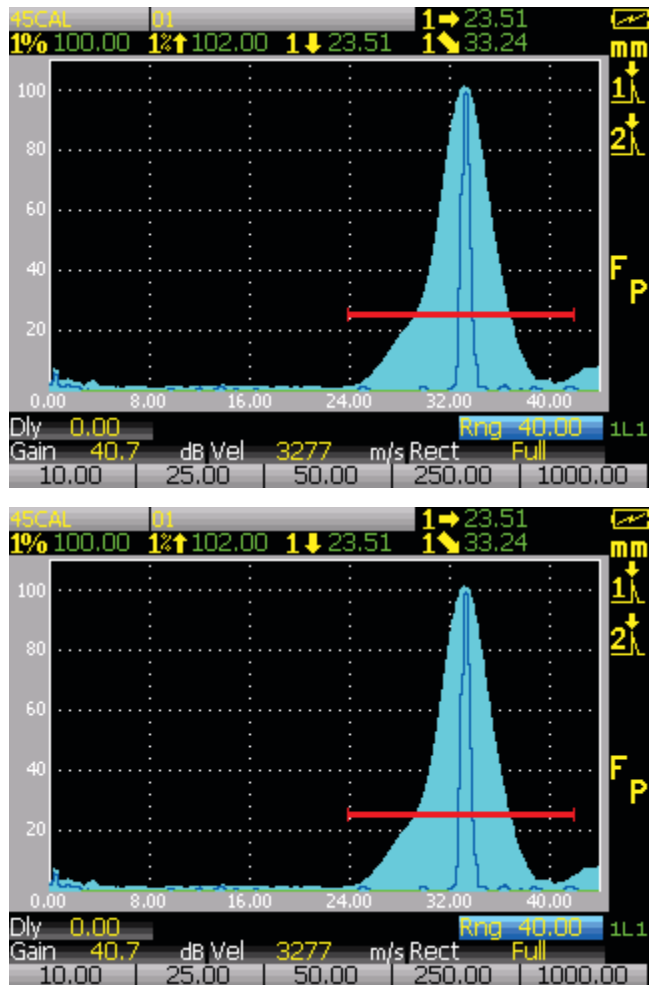 45CAL 01 1➡23.51
1% 100.00 1%↑102.00 1⬇23.51 1⬊33.24 mm
1
100
2
80
60
40
F
P
20
0.00 8.00 16.00 24.00 32.00 40.00
Dly 0.00 Rng 40.00 1L1
Gain 40.7 dB Vel 3277 m/s Rect Full
10.00 25.00 50.00 250.00 1000.00
45CAL 01 1➡23.51
1% 100.00 1%↑102.00 1⬇23.51 1⬊33.24 mm
1
100
2
80
60
40
F
P
20
0.00 8.00 16.00 24.00 32.00 40.00
Dly 0.00 Rng 40.00 1L1
Gain 40.7 dB Vel 3277 m/s Rect Full
10.00 25.00 50.00 250.00 1000.00